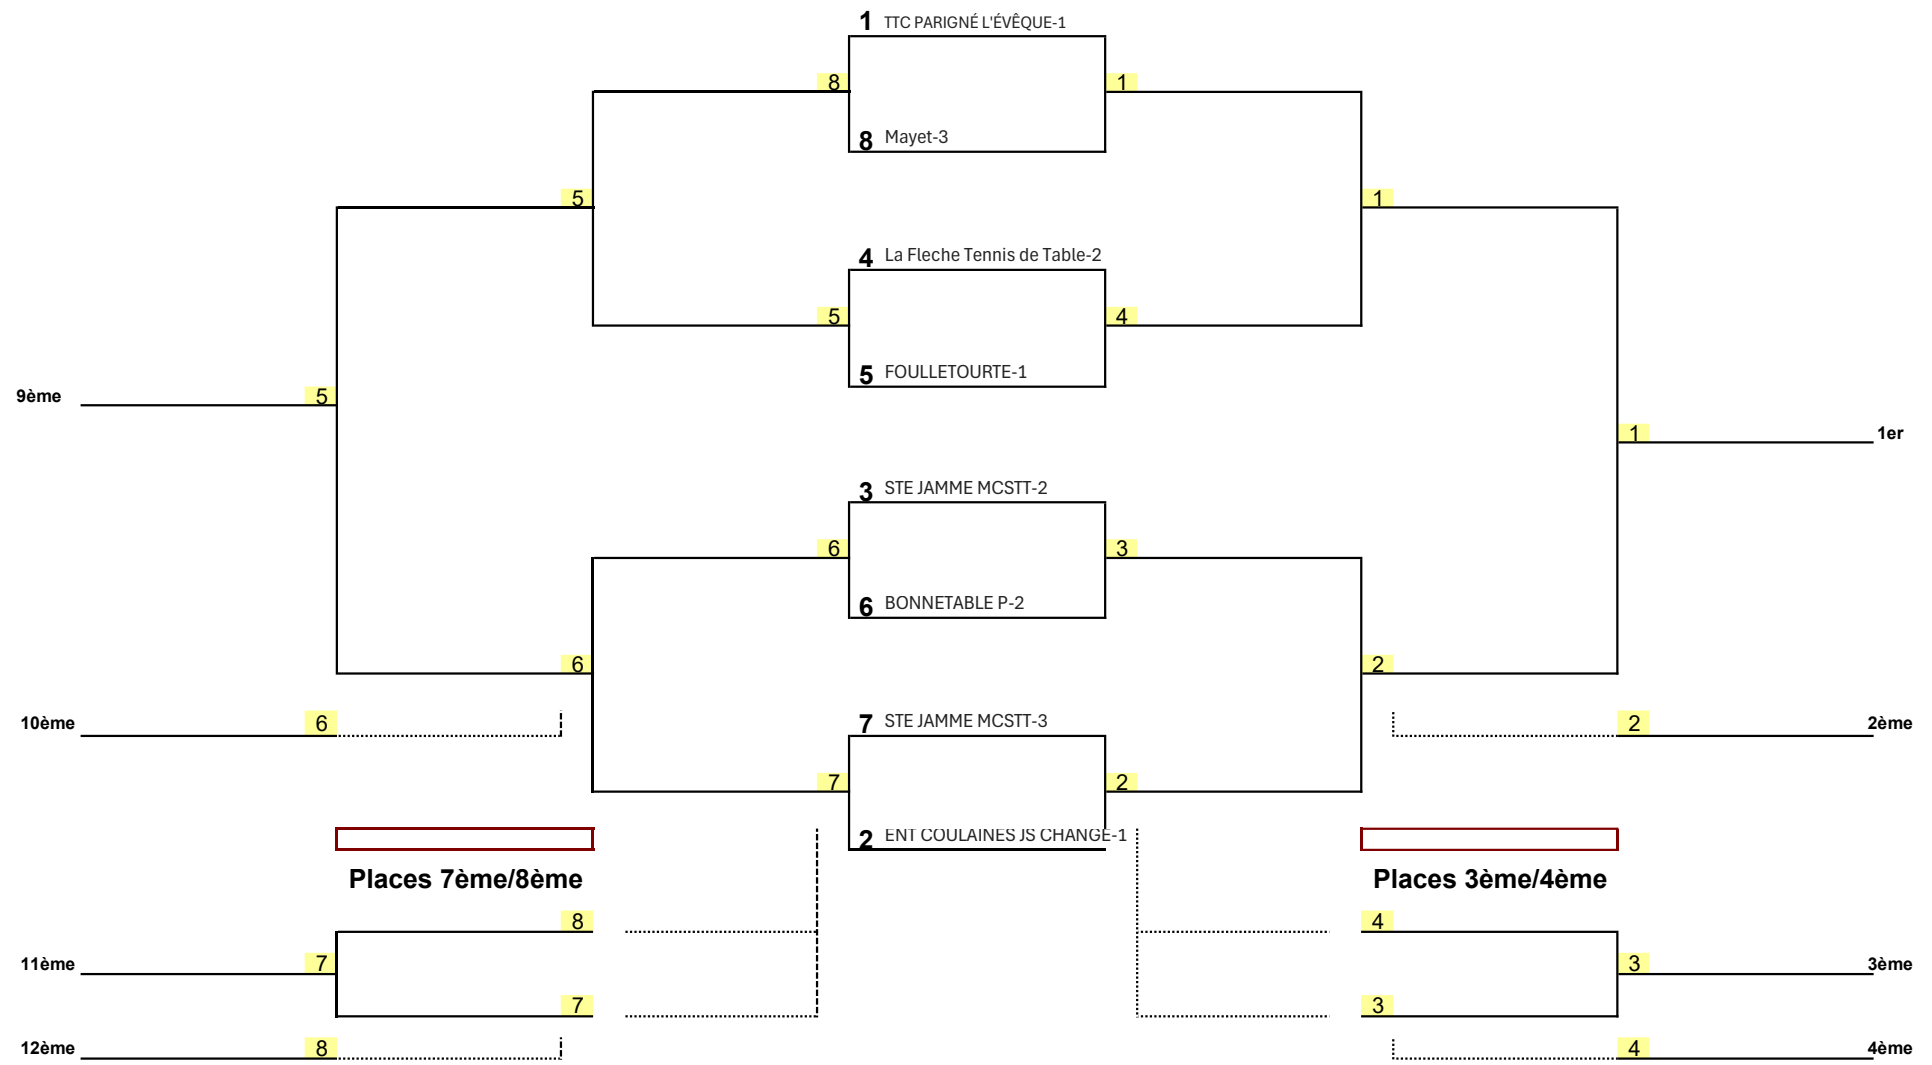 1 TTC PARIGNÉ L'ÉVÊQUE-1
8 1
8 Mayet-3
5 1
4 La Fleche Tennis de Table-2
5 4
5 FOULLETOURTE-1
9ème 5
1 1er
3 STE JAMME MCSTT-2
6 3
6 BONNETABLE P-2
6 2
7 STE JAMME MCSTT-3
10ème 6 2 2ème
7 2
2 ENT COULAINES JS CHANGE-1
Places 7ème/8ème Places 3ème/4ème
8 4
11ème 7 3 3ème
7 3
12ème 8 4 4ème